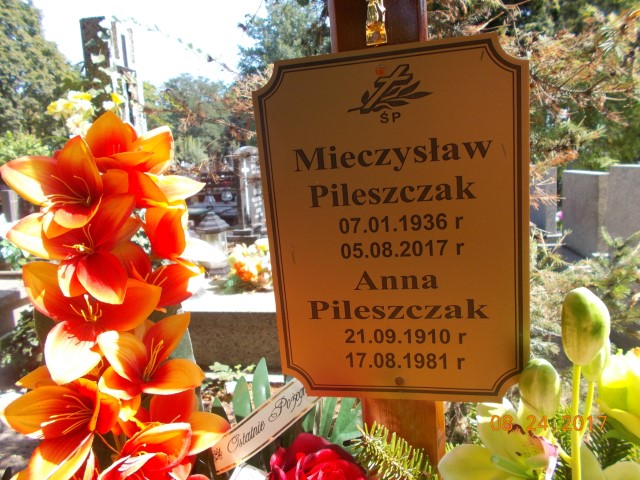 ŚP
Mieczysław
Pileszczak
07.01.1936 r
05.08.2017 r
Anna
Pileszczak
21.09.1910 r
17.08.1981 r
Ostatnie
08 24 2017